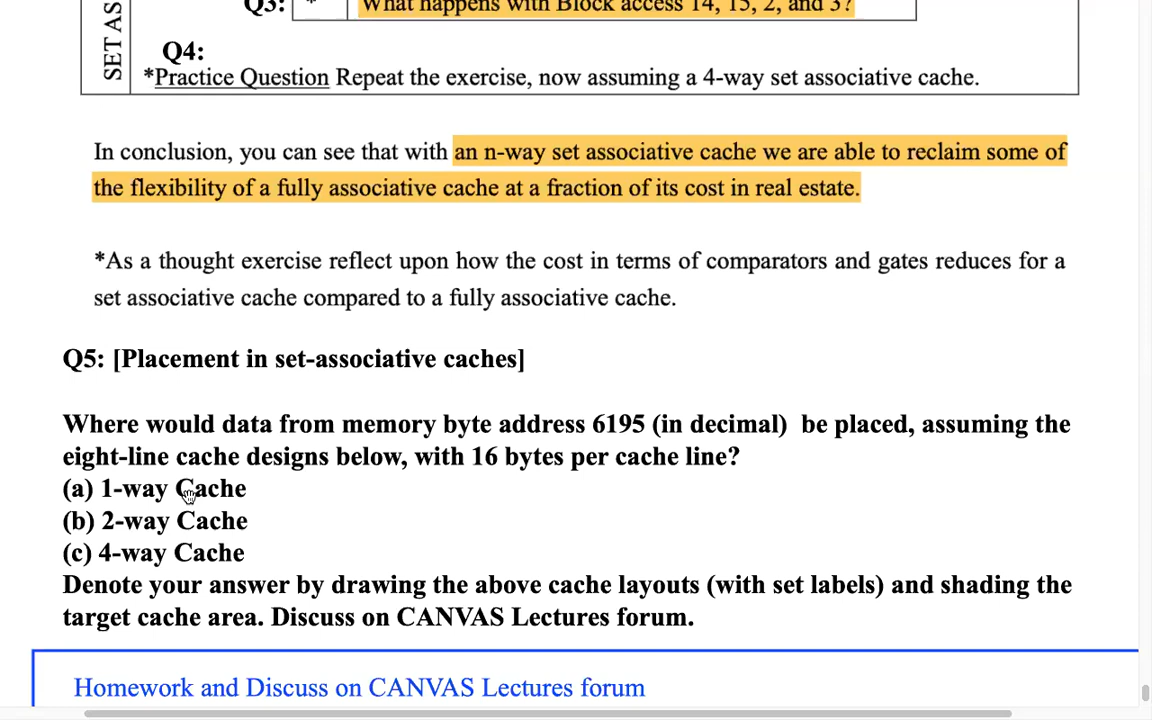 Q3: * What happens with Block access 14, 15, 2, and 3?
SET AS
Q4:
*Practice Question Repeat the exercise, now assuming a 4-way set associative cache.
In conclusion, you can see that with an n-way set associative cache we are able to reclaim some of
the flexibility of a fully associative cache at a fraction of its cost in real estate.
*As a thought exercise reflect upon how the cost in terms of comparators and gates reduces for a
set associative cache compared to a fully associative cache.
Q5: [Placement in set-associative caches]
Where would data from memory byte address 6195 (in decimal)  be placed, assuming the
eight-line cache designs below, with 16 bytes per cache line?
(a) 1-way Cache
(b) 2-way Cache
(c) 4-way Cache
Denote your answer by drawing the above cache layouts (with set labels) and shading the
target cache area. Discuss on CANVAS Lectures forum.
Homework and Discuss on CANVAS Lectures forum